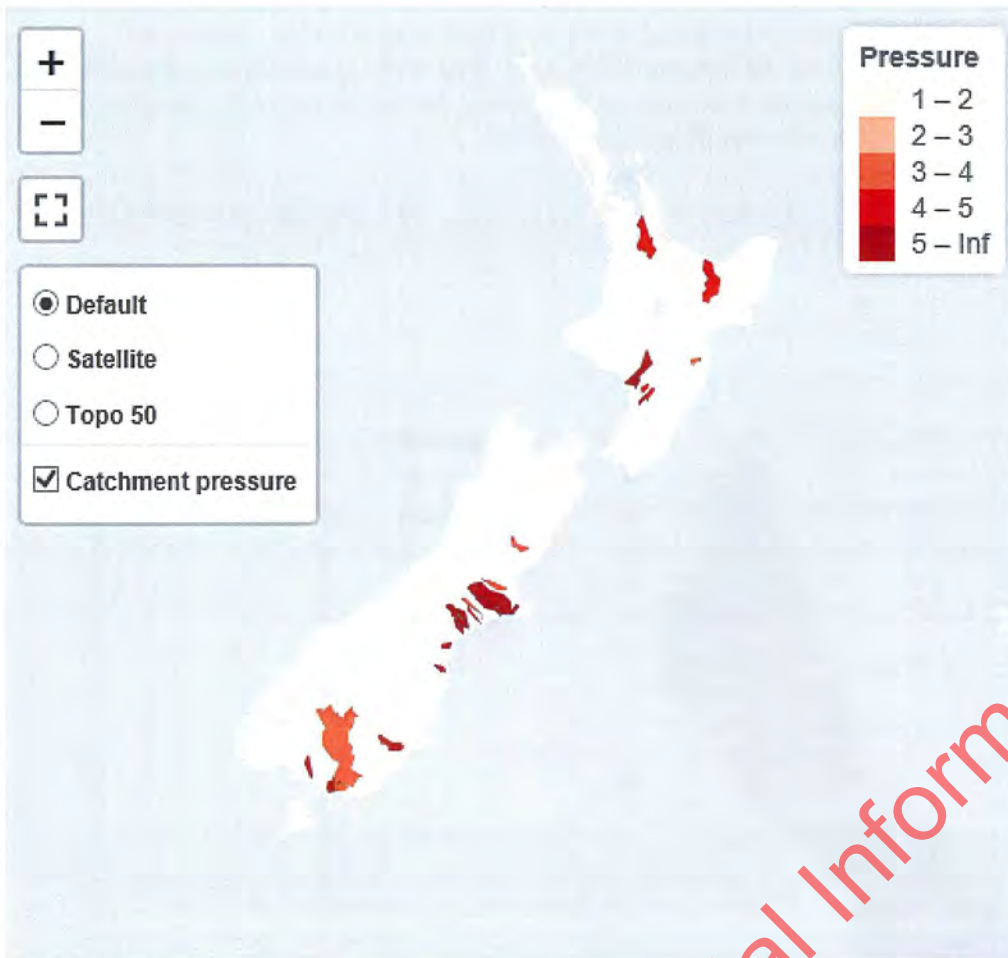 +
−
Default
Satellite
Topo 50
Catchment pressure
Pressure
1 – 2
2 – 3
3 – 4
4 – 5
5 – Inf
al Inform